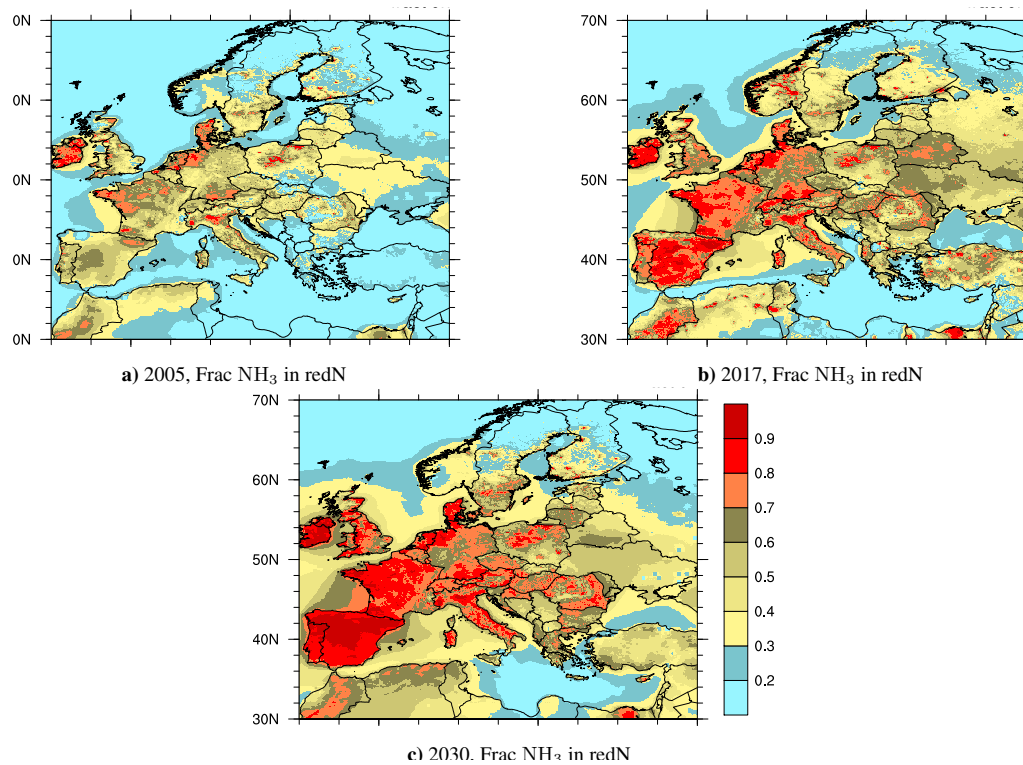 0N
70N
0N
60N
0N
50N
0N
40N
0N
30N
a) 2005, Frac NH₃ in redN
b) 2017, Frac NH₃ in redN
70N
60N
50N
40N
30N
0.9
0.8
0.7
0.6
0.5
0.4
0.3
0.2
c) 2030, Frac NH₃ in redN